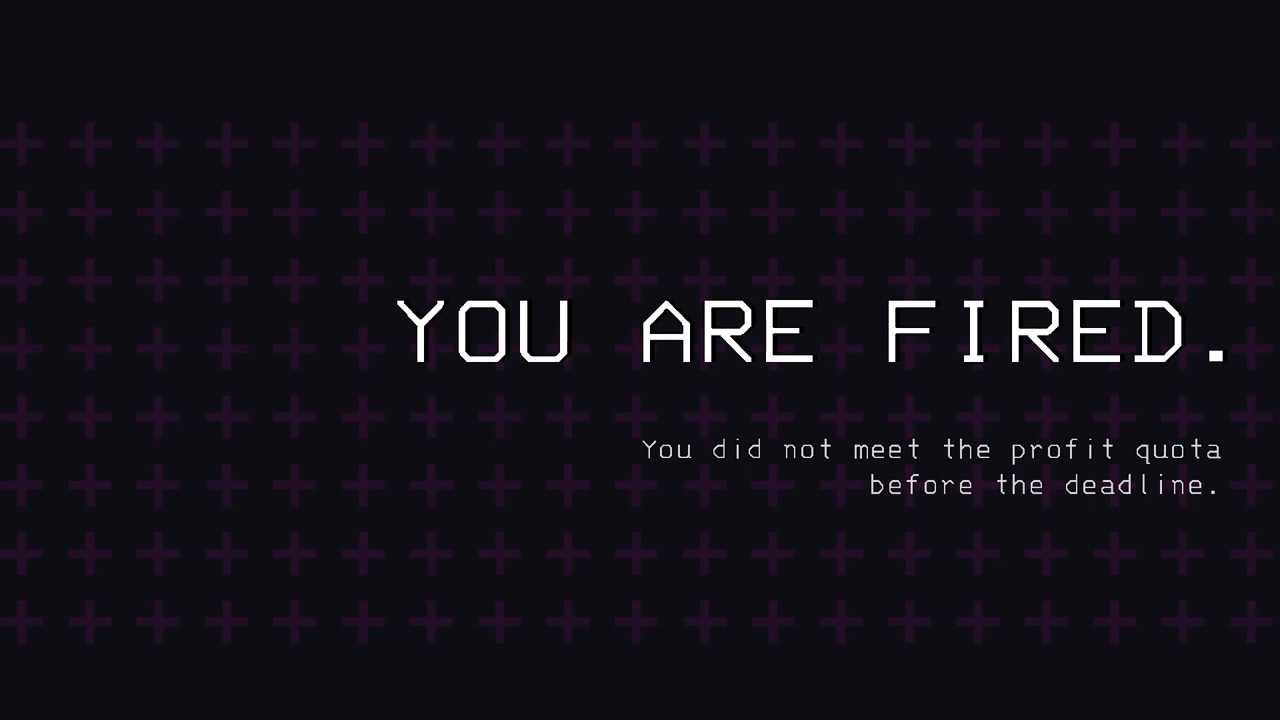 YOU ARE FIRED.
You did not meet the profit quota
before the deadline.